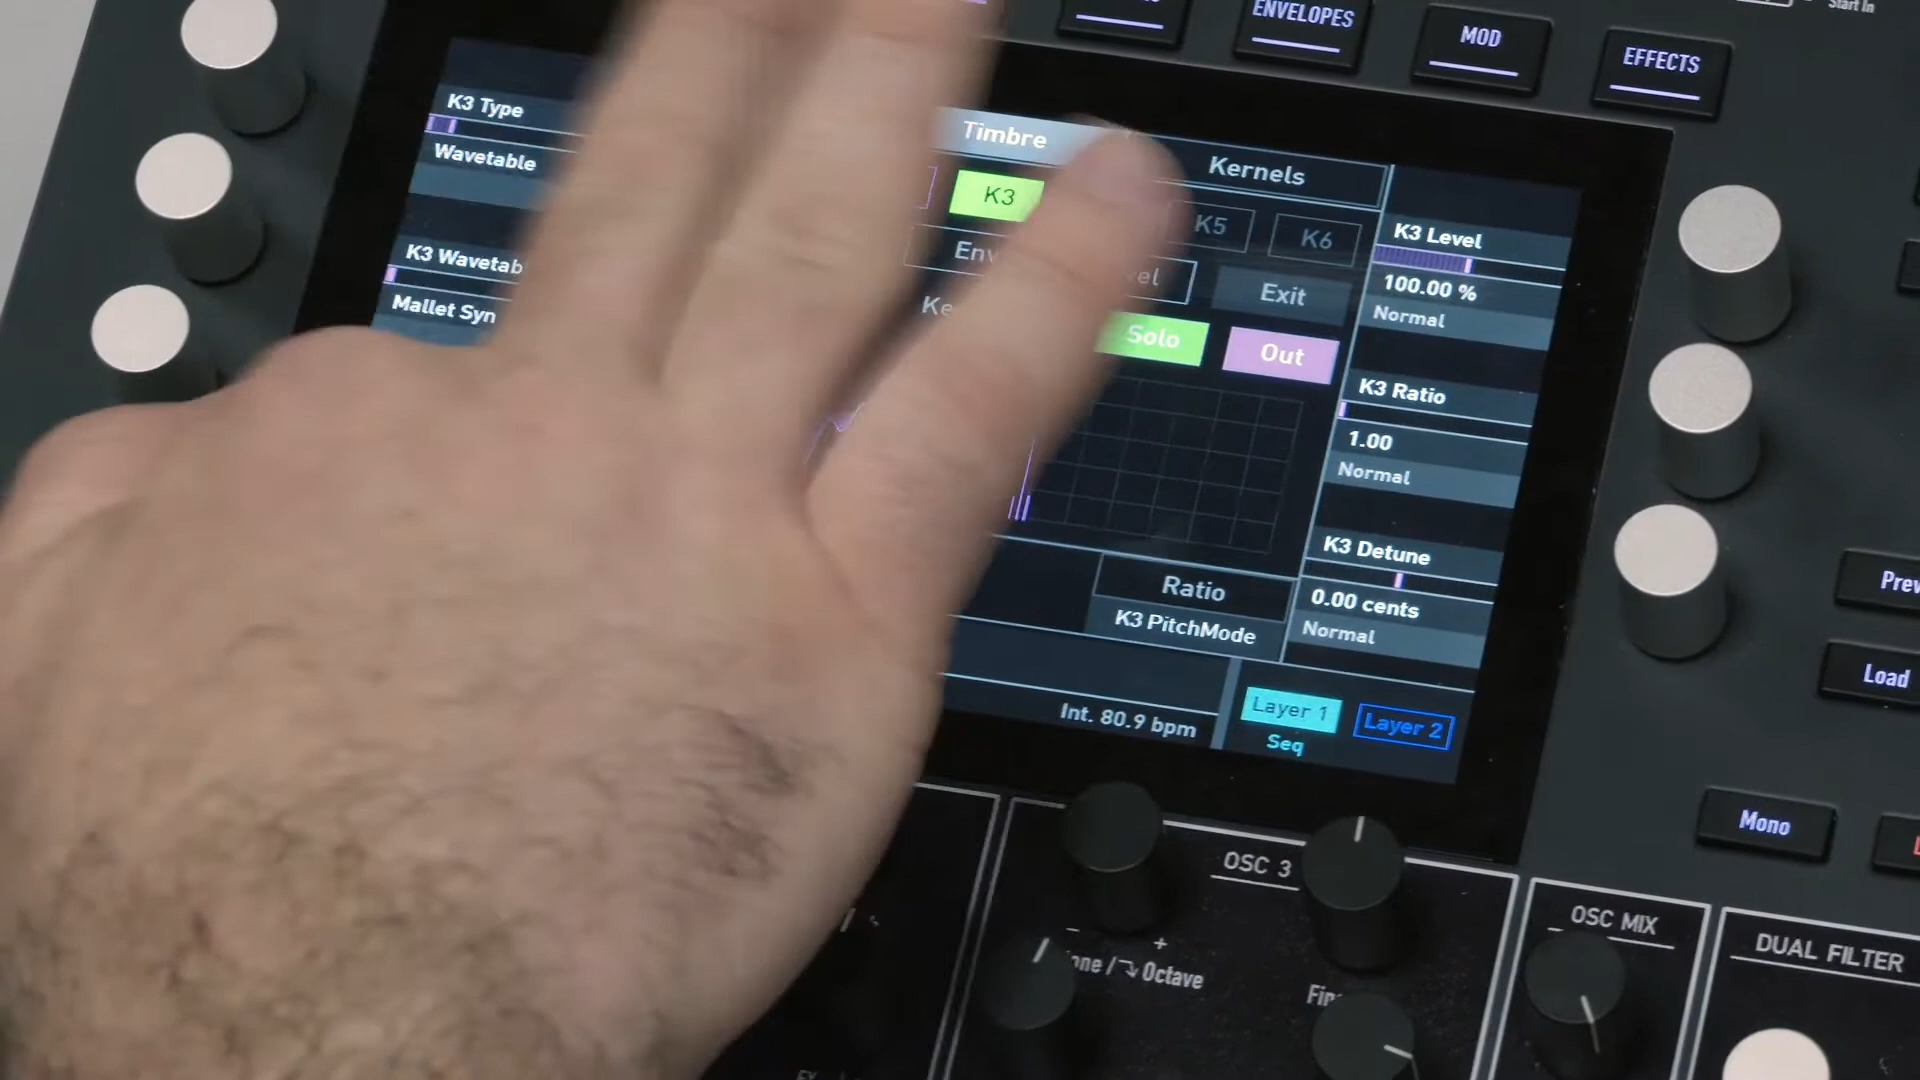 Start In
ENVELOPES
MOD
EFFECTS
K3 Type
Wavetable
Timbre
Kernels
K3
K5
K6
Exit
K3 Wavetab
Mallet Syn
Solo
Out
K3 Level
100.00 %
Normal
K3 Ratio
1.00
Normal
K3 Detune
0.00 cents
Normal
Ratio
K3 PitchMode
Int. 80.9 bpm
Layer 1
Layer 2
Seq
Prev
Load
Mono
OSC 3
- +
Octave
OSC MIX
DUAL FILTER